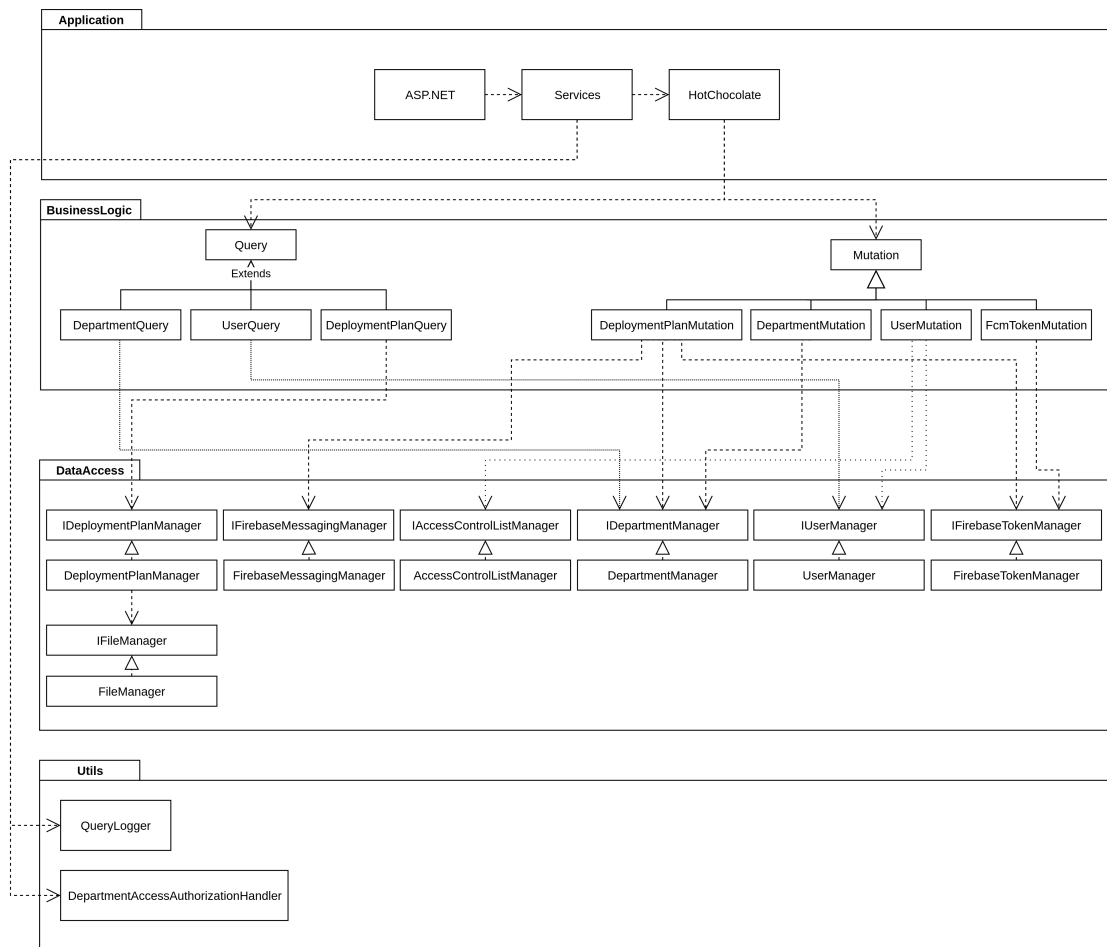 Application
ASP.NET
Services
HotChocolate
BusinessLogic
Query
Mutation
Extends
DepartmentQuery
UserQuery
DeploymentPlanQuery
DeploymentPlanMutation
DepartmentMutation
UserMutation
FcmTokenMutation
DataAccess
IDeploymentPlanManager
IFirebaseMessagingManager
IAccessControlListManager
IDepartmentManager
IUserManager
IFirebaseTokenManager
DeploymentPlanManager
FirebaseMessagingManager
AccessControlListManager
DepartmentManager
UserManager
FirebaseTokenManager
IFileManager
FileManager
Utils
QueryLogger
DepartmentAccessAuthorizationHandler